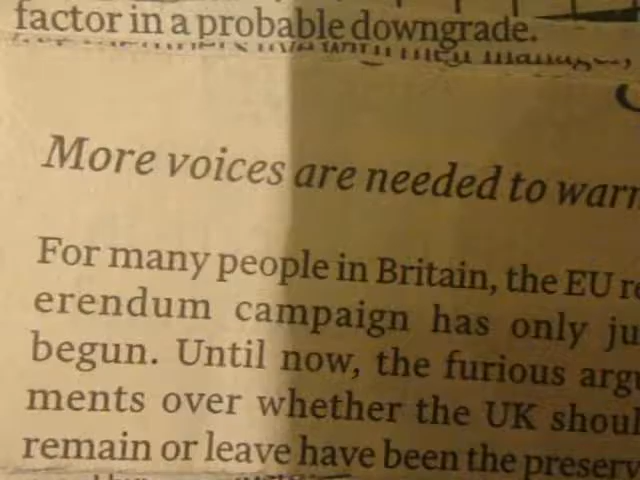 factor in a probable downgrade.
More voices are needed to warn
For many people in Britain, the EU re
erendum campaign has only ju
begun. Until now, the furious argu
ments over whether the UK shoul
remain or leave have been the preserv